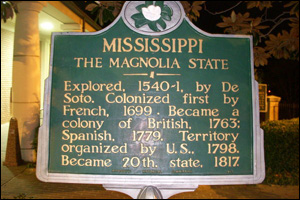 MISSISSIPPI
THE MAGNOLIA STATE
Explored, 1540-1, by De
Soto. Colonized first by
French, 1699. Became a
colony of British, 1763;
Spanish, 1779. Territory
organized by U.S., 1798.
Became 20th. state, 1817